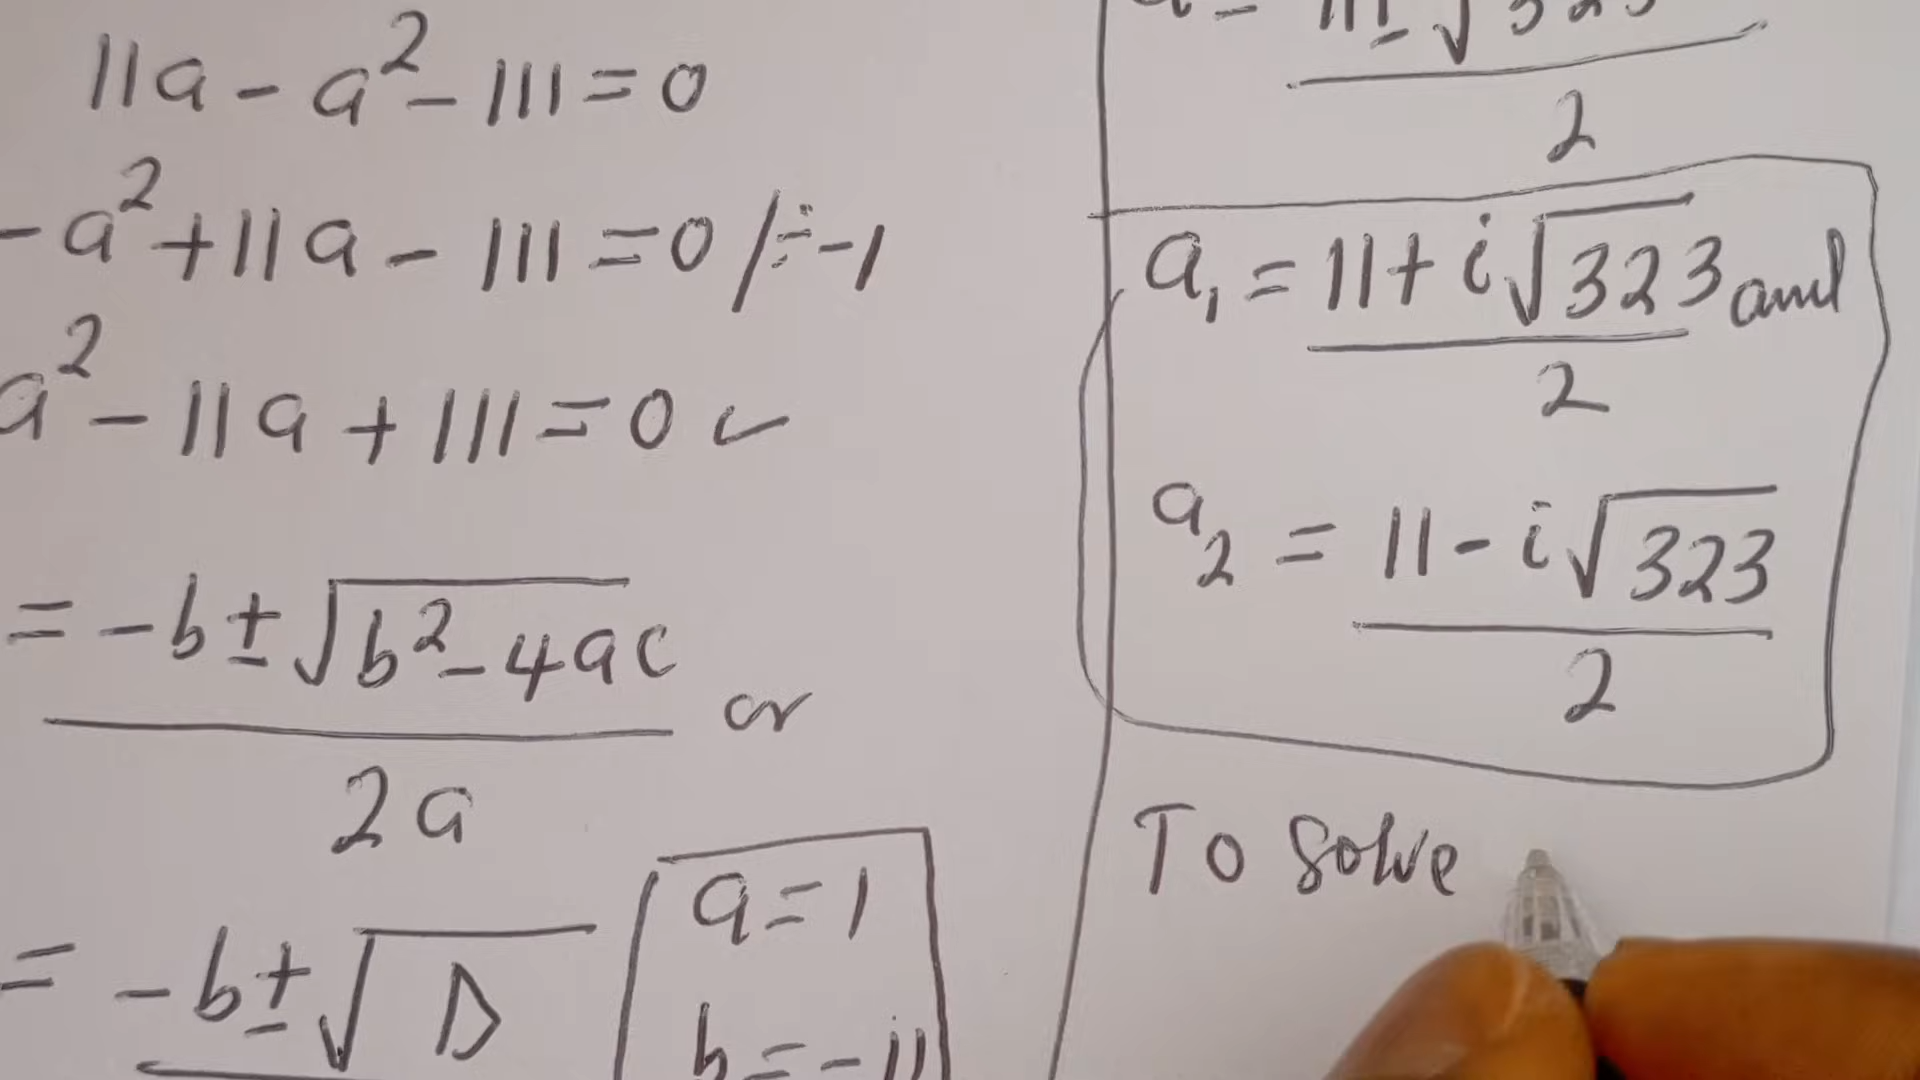 11a - a² - 111 = 0
- a² + 11a - 111 = 0 / ÷ -1
a² - 11a + 111 = 0 ✓
= -b ± √b² - 4ac or
2a
= -b ± √D
a = 1
b = -11
2
a₁ = 11 + i√323 and
2
a₂ = 11 - i√323
2
To solve